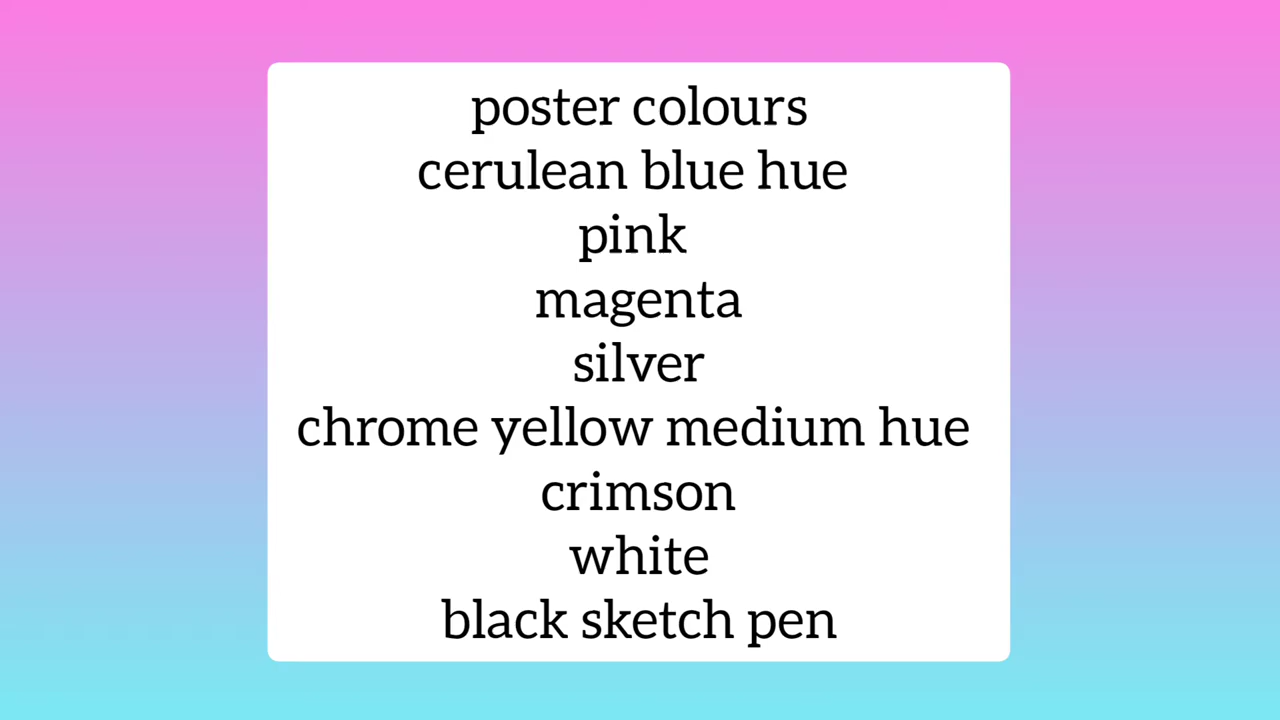 poster colours
cerulean blue hue
pink
magenta
silver
chrome yellow medium hue
crimson
white
black sketch pen